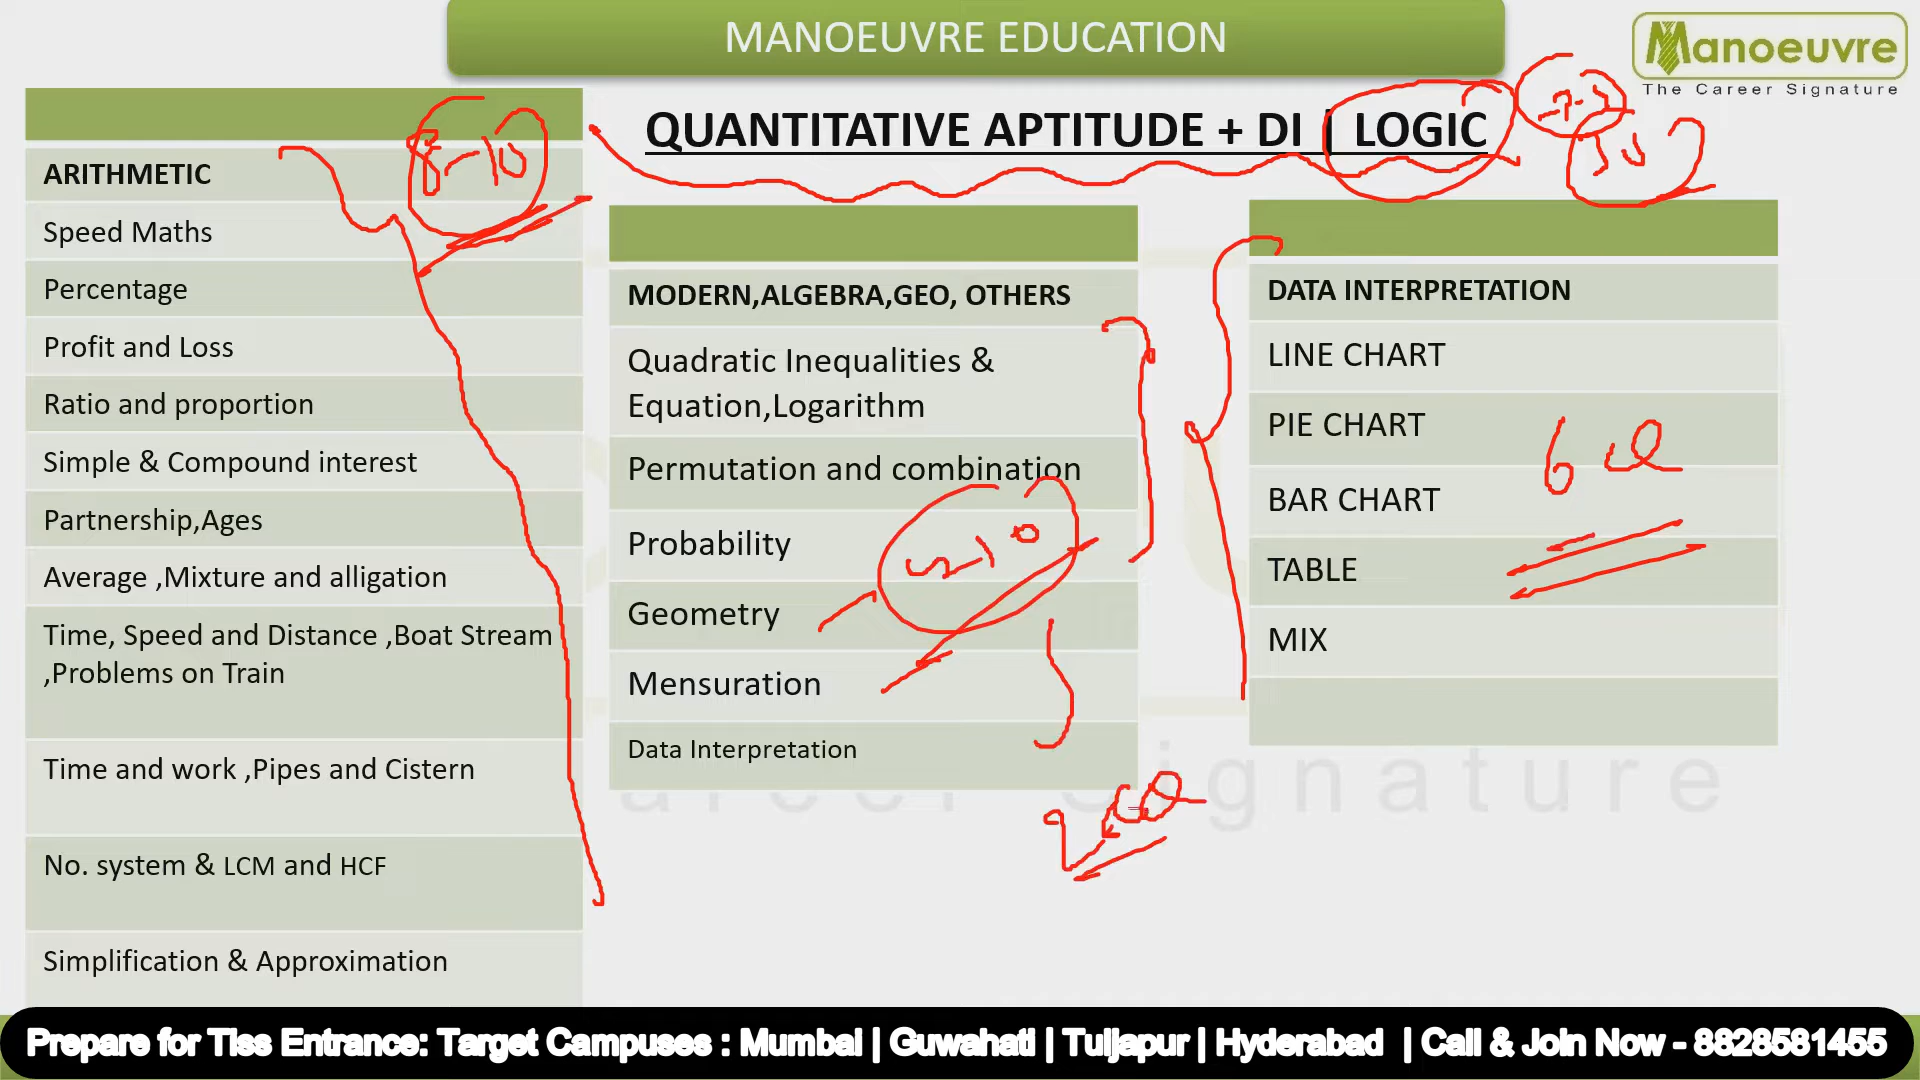 MANOEUVRE EDUCATION
Manoeuvre
The Career Signature
QUANTITATIVE APTITUDE + DI | LOGIC
ARITHMETIC
8-10
Speed Maths
Percentage
Profit and Loss
Ratio and proportion
Simple & Compound interest
Partnership,Ages
Average ,Mixture and alligation
Time, Speed and Distance ,Boat Stream
,Problems on Train
Time and work ,Pipes and Cistern
No. system & LCM and HCF
Simplification & Approximation
MODERN,ALGEBRA,GEO, OTHERS
Quadratic Inequalities &
Equation,Logarithm
Permutation and combination
Probability
Geometry
Mensuration
Data Interpretation
DATA INTERPRETATION
LINE CHART
PIE CHART
6 Q
BAR CHART
TABLE
MIX
Signature
Prepare for Tiss Entrance: Target Campuses : Mumbai | Guwahati | Tuljapur | Hyderabad | Call & Join Now - 8828581455